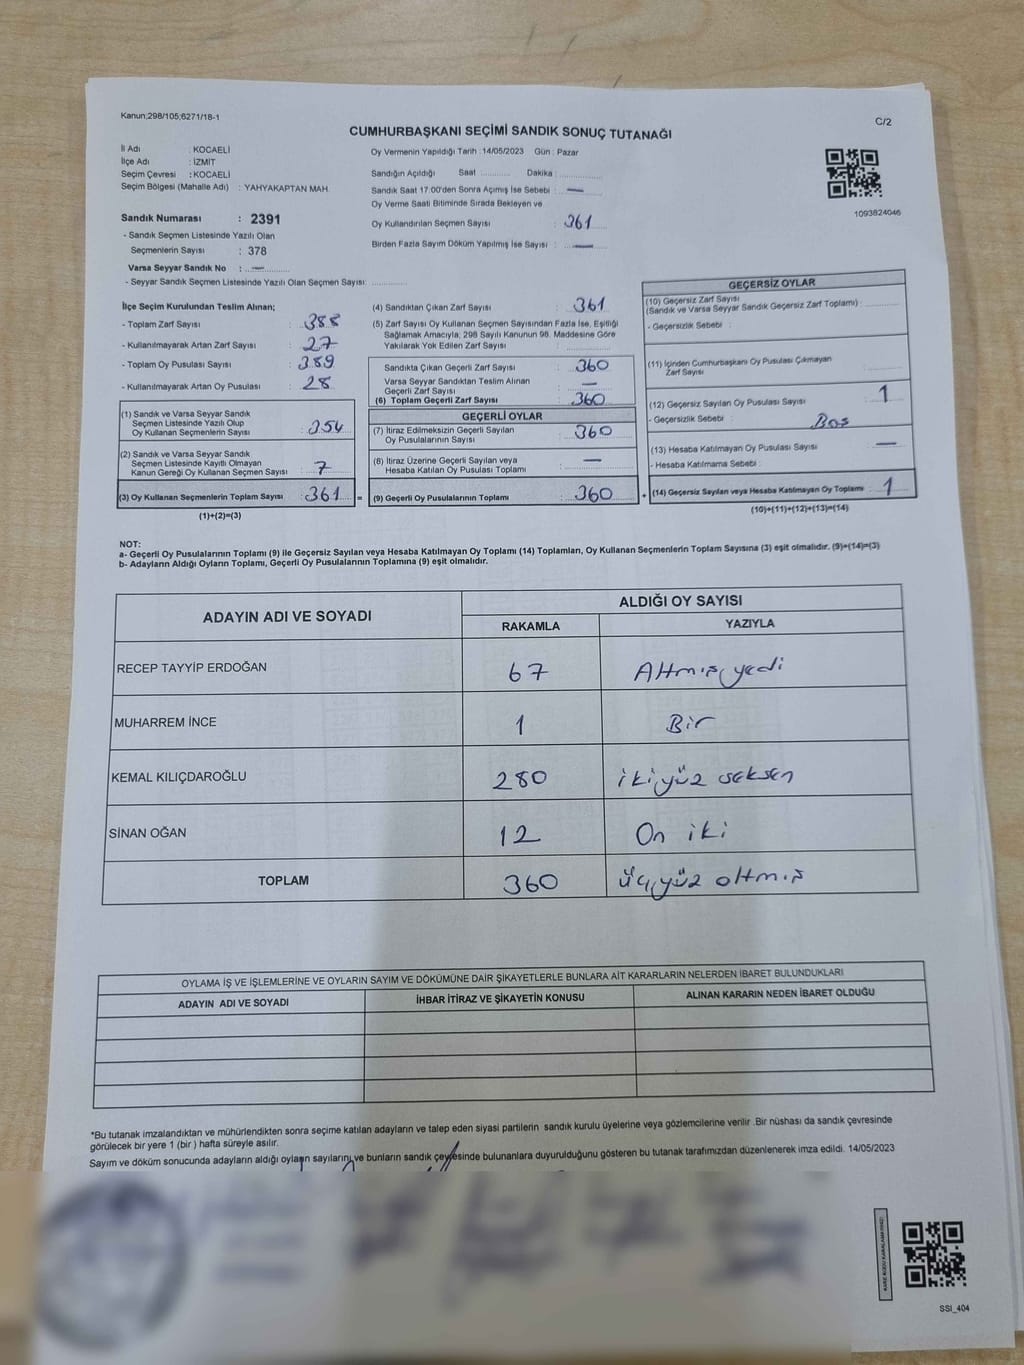 Kanun;298/105;6271/18-1
C/2
CUMHURBAŞKANI SEÇİMİ SANDIK SONUÇ TUTANAĞI
İl Adı : KOCAELİ
İlçe Adı : İZMİT
Seçim Çevresi : KOCAELİ
Seçim Bölgesi (Mahalle Adı) : YAHYAKAPTAN MAH.
Sandık Numarası : 2391
- Sandık Seçmen Listesinde Yazılı Olan
Seçmenlerin Sayısı : 378
Varsa Seyyar Sandık No : —
- Seyyar Sandık Seçmen Listesinde Yazılı Olan Seçmen Sayısı:
Oy Vermenin Yapıldığı Tarih :14/05/2023 Gün : Pazar
Sandığın Açıldığı Saat Dakika :
Sandık Saat 17:00'den Sonra Açımış İse Sebebi : —
Oy Verme Saati Bitiminde Sırada Bekleyen ve
Oy Kullandırılan Seçmen Sayısı : 361
Birden Fazla Sayım Döküm Yapılmış İse Sayısı : —
1093824046
İlçe Seçim Kurulundan Teslim Alınan;
- Toplam Zarf Sayısı : 388
- Kullanılmayarak Artan Zarf Sayısı : 27
- Toplam Oy Pusulası Sayısı : 389
- Kullanılmayarak Artan Oy Pusulası : 28
(1) Sandık ve Varsa Seyyar Sandık
Seçmen Listesinde Yazılı Olup
Oy Kullanan Seçmenlerin Sayısı : 354
(2) Sandık ve Varsa Seyyar Sandık
Seçmen Listesinde Kayıtlı Olmayan
Kanun Gereği Oy Kullanan Seçmen Sayısı : 7
(3) Oy Kullanan Seçmenlerin Toplam Sayısı : 361 =
(1)+(2)=(3)
(4) Sandıktan Çıkan Zarf Sayısı : 361
(5) Zarf Sayısı Oy Kullanan Seçmen Sayısından Fazla İse, Eşitliği
Sağlamak Amacıyla; 298 Sayılı Kanunun 98. Maddesine Göre
Yakılarak Yok Edilen Zarf Sayısı :
Sandıkta Çıkan Geçerli Zarf Sayısı : 360
Varsa Seyyar Sandıktan Teslim Alınan
Geçerli Zarf Sayısı : —
(6) Toplam Geçerli Zarf Sayısı : 360
GEÇERLİ OYLAR
(7) İtiraz Edilmeksizin Geçerli Sayılan
Oy Pusulalarının Sayısı : 360
(8) İtiraz Üzerine Geçerli Sayılan veya
Hesaba Katılan Oy Pusulası Toplamı : —
(9) Geçerli Oy Pusulalarının Toplamı : 360 +
GEÇERSİZ OYLAR
(10) Geçersiz Zarf Sayısı
(Sandık ve Varsa Seyyar Sandık Geçersiz Zarf Toplamı) :
- Geçersizlik Sebebi :
(11) İçinden Cumhurbaşkanı Oy Pusulası Çıkmayan
Zarf Sayısı :
(12) Geçersiz Sayılan Oy Pusulası Sayısı : 1
- Geçersizlik Sebebi : Boş
(13) Hesaba Katılmayan Oy Pusulası Sayısı : —
- Hesaba Katılmama Sebebi :
(14) Geçersiz Sayılan veya Hesaba Katılmayan Oy Toplamı : 1
(10)+(11)+(12)+(13)=(14)
NOT:
a- Geçerli Oy Pusulalarının Toplamı (9) ile Geçersiz Sayılan veya Hesaba Katılmayan Oy Toplamı (14) Toplamları, Oy Kullanan Seçmenlerin Toplam Sayısına (3) eşit olmalıdır. (9)+(14)=(3)
b- Adayların Aldığı Oyların Toplamı, Geçerli Oy Pusulalarının Toplamına (9) eşit olmalıdır.
ADAYIN ADI VE SOYADI ALDIĞI OY SAYISI
RAKAMLA YAZIYLA
RECEP TAYYİP ERDOĞAN 67 Altmış yedi
MUHARREM İNCE 1 Bir
KEMAL KILIÇDAROĞLU 280 iki yüz seksen
SİNAN OĞAN 12 On iki
TOPLAM 360 üç yüz altmış
OYLAMA İŞ VE İŞLEMLERİNE VE OYLARIN SAYIM VE DÖKÜMÜNE DAİR ŞİKAYETLERLE BUNLARA AİT KARARLARIN NELERDEN İBARET BULUNDUKLARI
ADAYIN ADI VE SOYADI İHBAR İTİRAZ VE ŞİKAYETİN KONUSU ALINAN KARARIN NEDEN İBARET OLDUĞU
*Bu tutanak imzalandıktan ve mühürlendikten sonra seçime katılan adayların ve talep eden siyasi partilerin sandık kurulu üyelerine veya gözlemcilerine verilir .Bir nüshası da sandık çevresinde
görülecek bir yere 1 (bir ) hafta süreyle asılır.
Sayım ve döküm sonucunda adayların aldığı oyların sayılarını ve bunların sandık çevresinde bulunanlara duyurulduğunu gösteren bu tutanak tarafımızdan düzenlenerek imza edildi. 14/05/2023
SSI_404